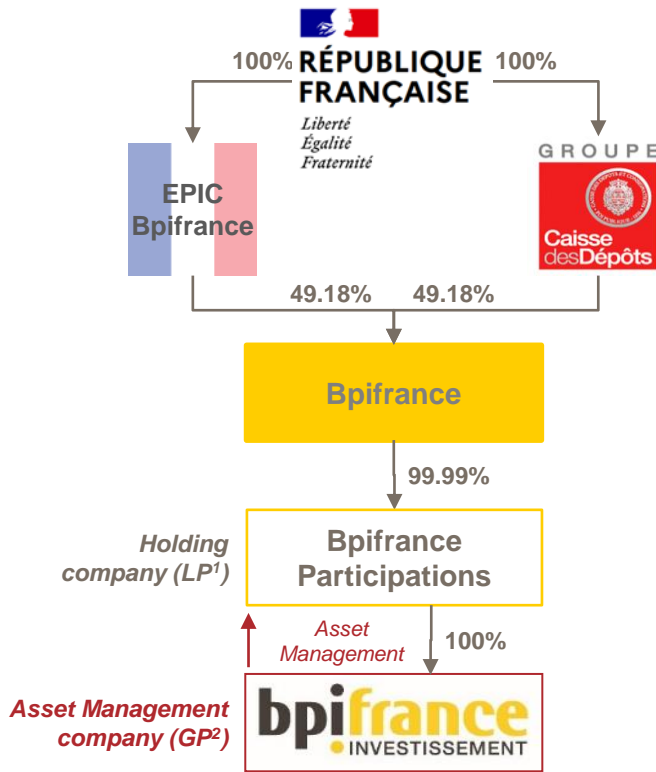 100%
RÉPUBLIQUE
FRANÇAISE
100%
Liberté
Égalité
Fraternité
EPIC
Bpifrance
GROUPE
Caisse
desDépôts
49.18%
49.18%
Bpifrance
99.99%
Holding
company (LP¹)
Bpifrance
Participations
Asset
Management
100%
Asset Management
company (GP²)
bpifrance
INVESTISSEMENT